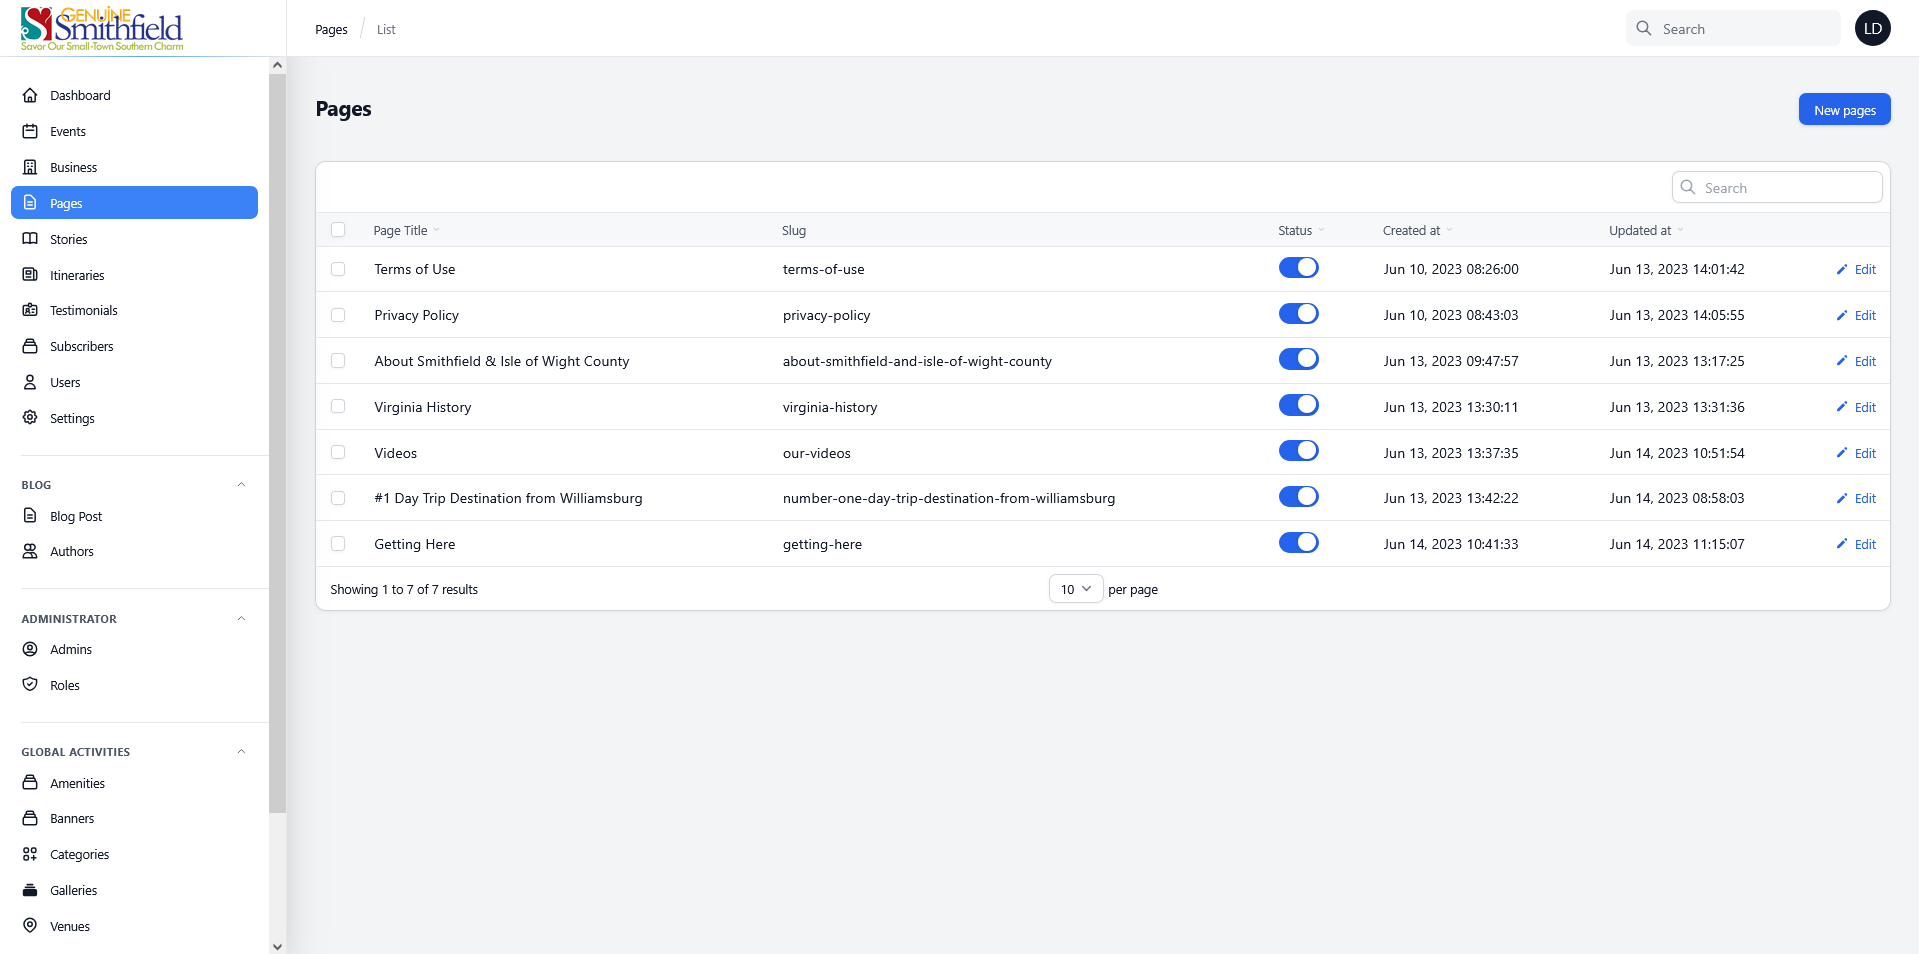 GENUINE
Smithfield
Savor Our Small-Town Southern Charm
Pages / List
Search
LD
Dashboard
Events
Business
Pages
Stories
Itineraries
Testimonials
Subscribers
Users
Settings
BLOG
Blog Post
Authors
ADMINISTRATOR
Admins
Roles
GLOBAL ACTIVITIES
Amenities
Banners
Categories
Galleries
Venues
Pages
New pages
Search
Page Title Slug Status Created at Updated at
Terms of Use terms-of-use Jun 10, 2023 08:26:00 Jun 13, 2023 14:01:42 Edit
Privacy Policy privacy-policy Jun 10, 2023 08:43:03 Jun 13, 2023 14:05:55 Edit
About Smithfield & Isle of Wight County about-smithfield-and-isle-of-wight-county Jun 13, 2023 09:47:57 Jun 13, 2023 13:17:25 Edit
Virginia History virginia-history Jun 13, 2023 13:30:11 Jun 13, 2023 13:31:36 Edit
Videos our-videos Jun 13, 2023 13:37:35 Jun 14, 2023 10:51:54 Edit
#1 Day Trip Destination from Williamsburg number-one-day-trip-destination-from-williamsburg Jun 13, 2023 13:42:22 Jun 14, 2023 08:58:03 Edit
Getting Here getting-here Jun 14, 2023 10:41:33 Jun 14, 2023 11:15:07 Edit
Showing 1 to 7 of 7 results 10 per page